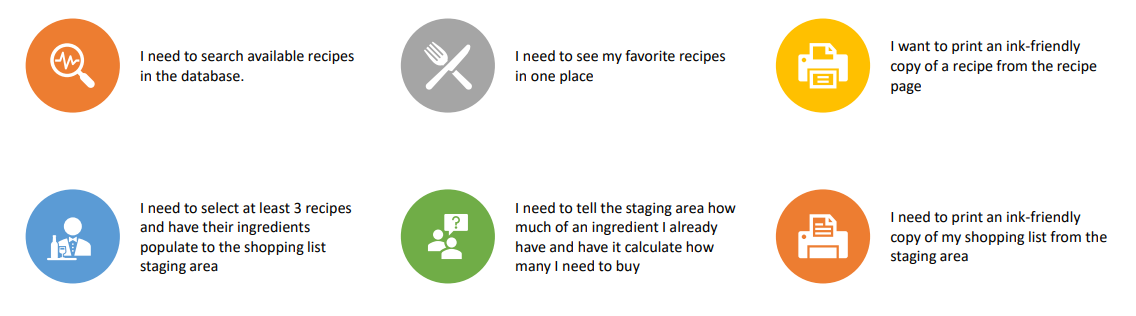 I need to search available recipes
in the database.
I need to see my favorite recipes
in one place
I want to print an ink-friendly
copy of a recipe from the recipe
page
I need to select at least 3 recipes
and have their ingredients
populate to the shopping list
staging area
I need to tell the staging area how
much of an ingredient I already
have and have it calculate how
many I need to buy
I need to print an ink-friendly
copy of my shopping list from the
staging area